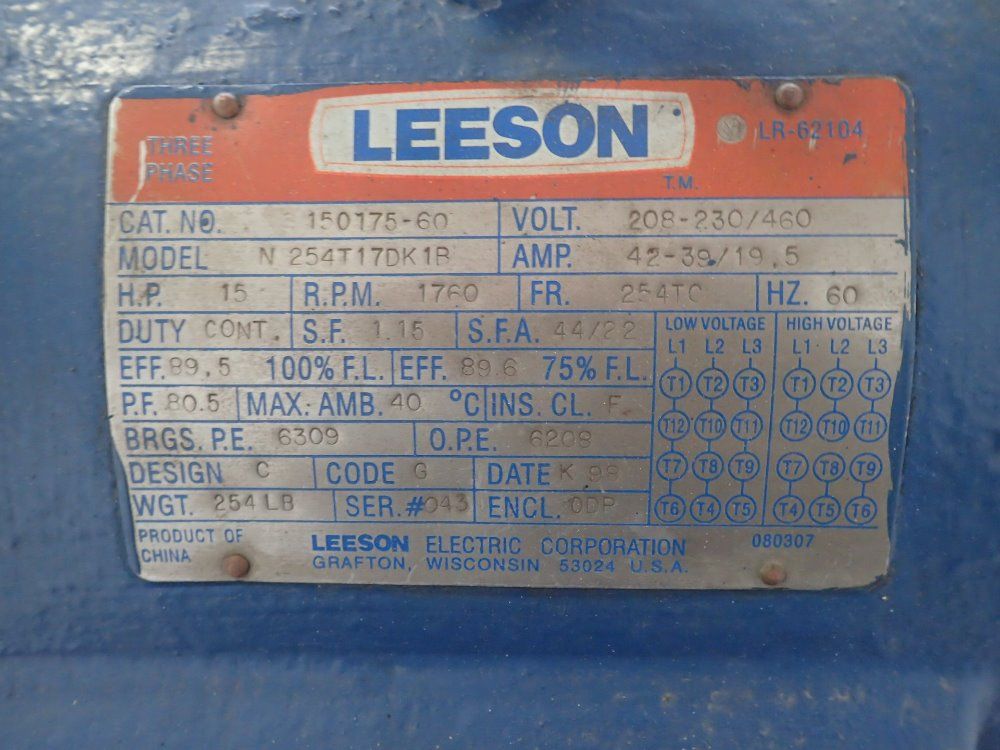 THREE PHASE
LEESON
LR-62104
T.M.
CAT. NO. 150175-60 VOLT. 208-230/460
MODEL N 254T17DK1B AMP. 42-39/19.5
H.P. 15 R.P.M. 1760 FR. 254TC HZ. 60
DUTY CONT. S.F. 1.15 S.F.A. 44/22
LOW VOLTAGE HIGH VOLTAGE
L1 L2 L3 L1 L2 L3
EFF. 89.5 100% F.L. EFF. 89.6 75% F.L.
T1 T2 T3 T1 T2 T3
P.F. 80.5 MAX. AMB. 40 °C INS. CL. F
T12 T10 T11 T12 T10 T11
BRGS. P.E. 6309 O.P.E. 6208
DESIGN C CODE G DATE K 98
T7 T8 T9 T7 T8 T9
WGT. 254 LB SER. #043 ENCL. ODP
T6 T4 T5 T4 T5 T6
PRODUCT OF CHINA
LEESON ELECTRIC CORPORATION
080307
GRAFTON, WISCONSIN 53024 U.S.A.